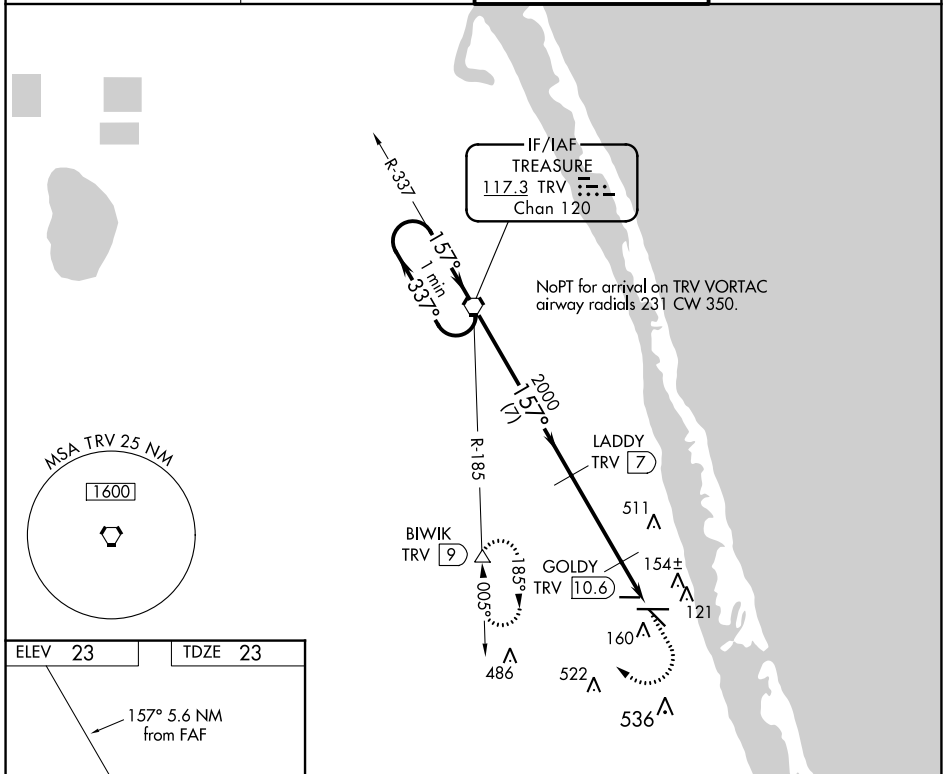 R-337
IF/IAF
TREASURE
117.3 TRV
Chan 120
157°
1 min
337°
NoPT for arrival on TRV VORTAC
airway radials 231 CW 350.
2000
157°
(7)
R-185
LADDY
TRV 7
MSA TRV 25 NM
1600
511
BIWIK
TRV 9
185°
005°
GOLDY
TRV 10.6
154±
121
160
486
522
536
ELEV 23
TDZE 23
157° 5.6 NM
from FAF